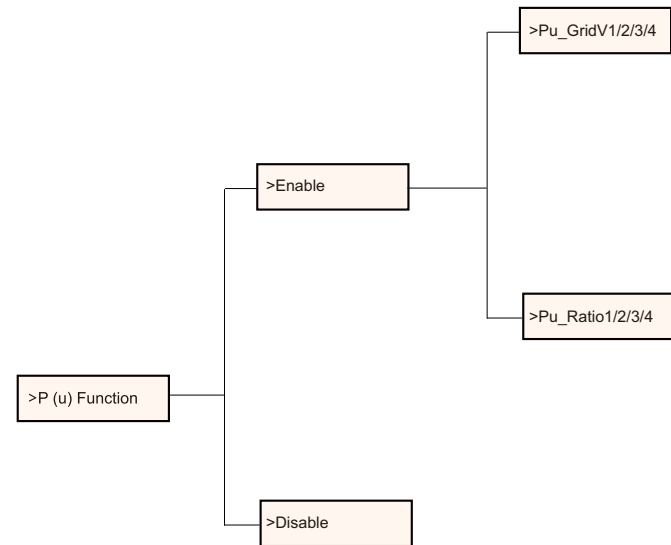 >Pu_GridV1/2/3/4
>Enable
>Pu_Ratio1/2/3/4
>P (u) Function
>Disable